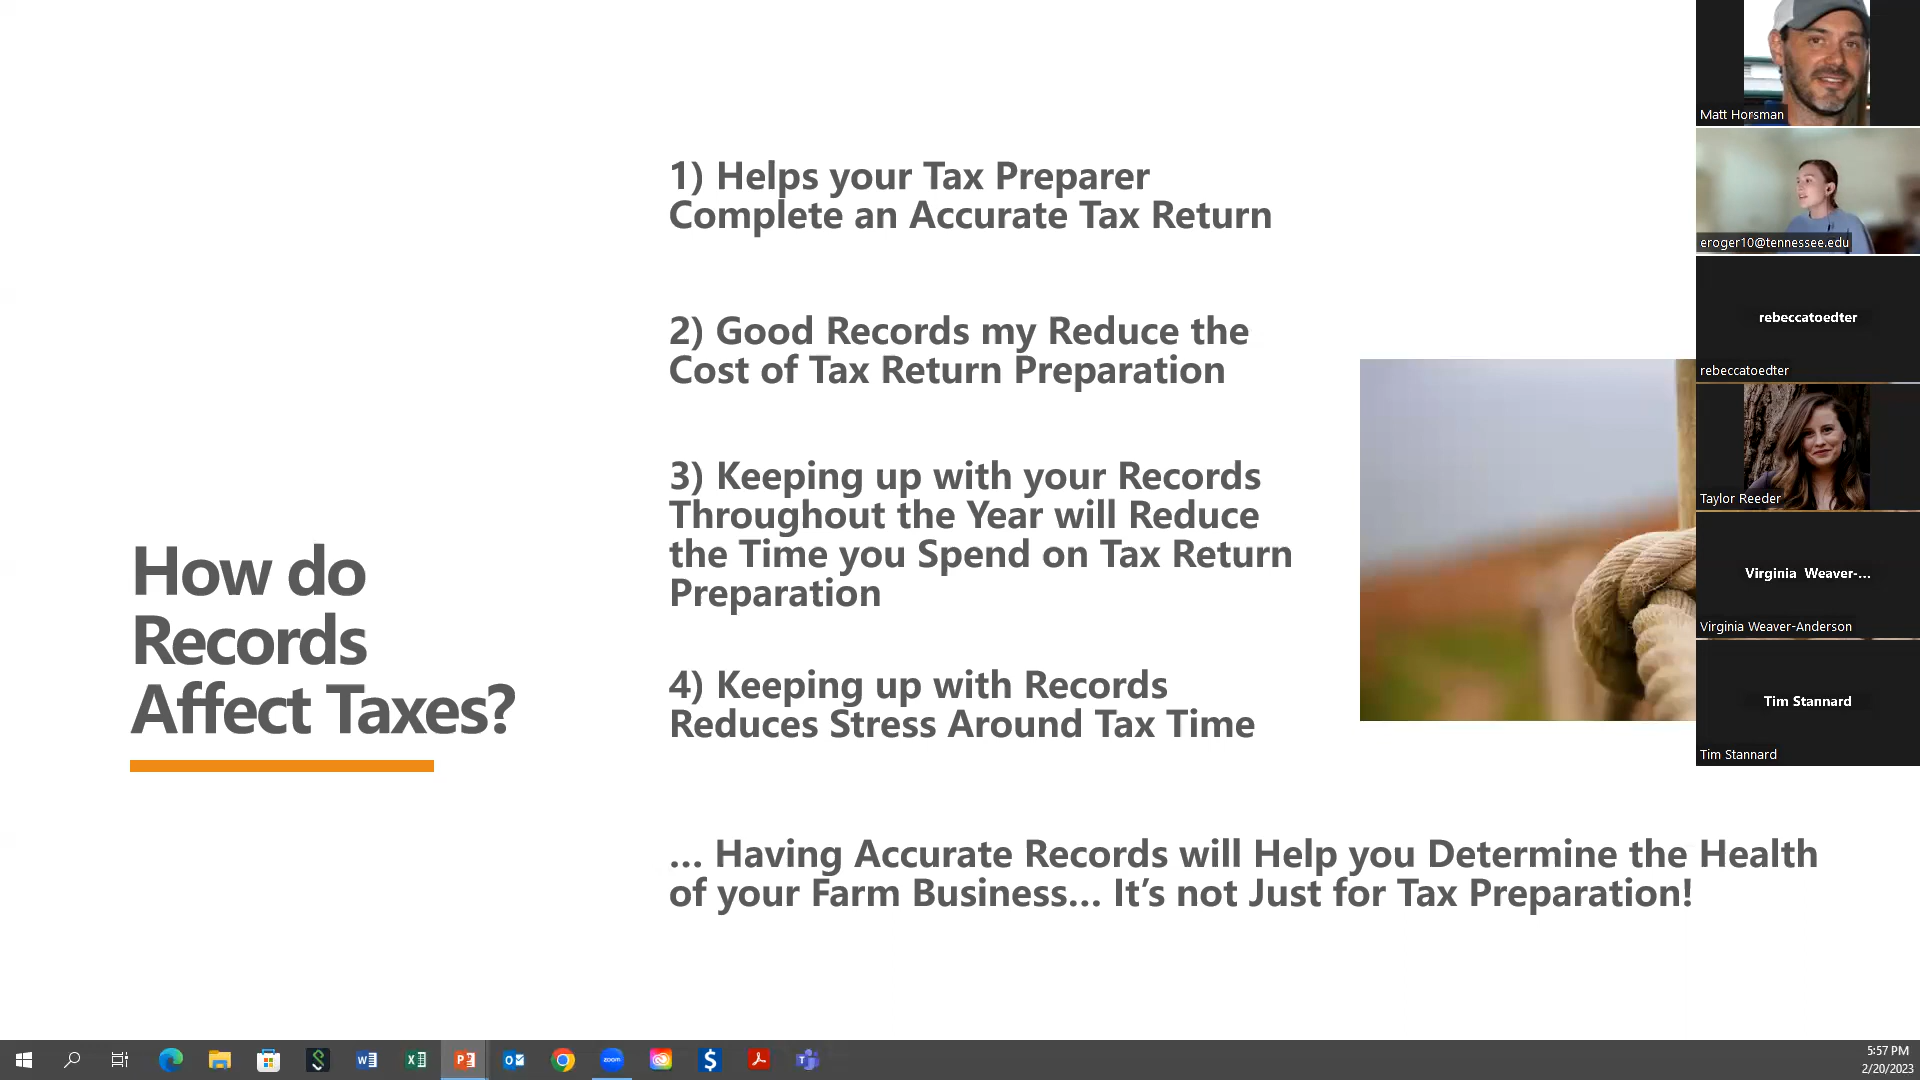 How do
Records
Affect Taxes?
1) Helps your Tax Preparer
Complete an Accurate Tax Return
2) Good Records my Reduce the
Cost of Tax Return Preparation
3) Keeping up with your Records
Throughout the Year will Reduce
the Time you Spend on Tax Return
Preparation
4) Keeping up with Records
Reduces Stress Around Tax Time
... Having Accurate Records will Help you Determine the Health
of your Farm Business... It’s not Just for Tax Preparation!
Matt Horsman
eroger10@tennessee.edu
rebeccatoedter
rebeccatoedter
Taylor Reeder
Virginia Weaver-...
Virginia Weaver-Anderson
Tim Stannard
Tim Stannard
zoom
5:57 PM
2/20/2023